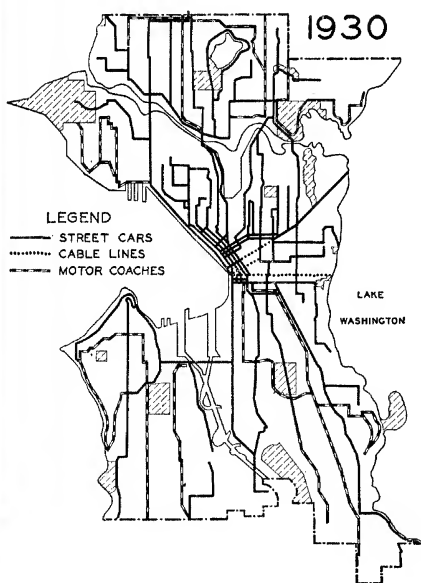 1930
LEGEND
STREET CARS
CABLE LINES
MOTOR COACHES
LAKE
WASHINGTON